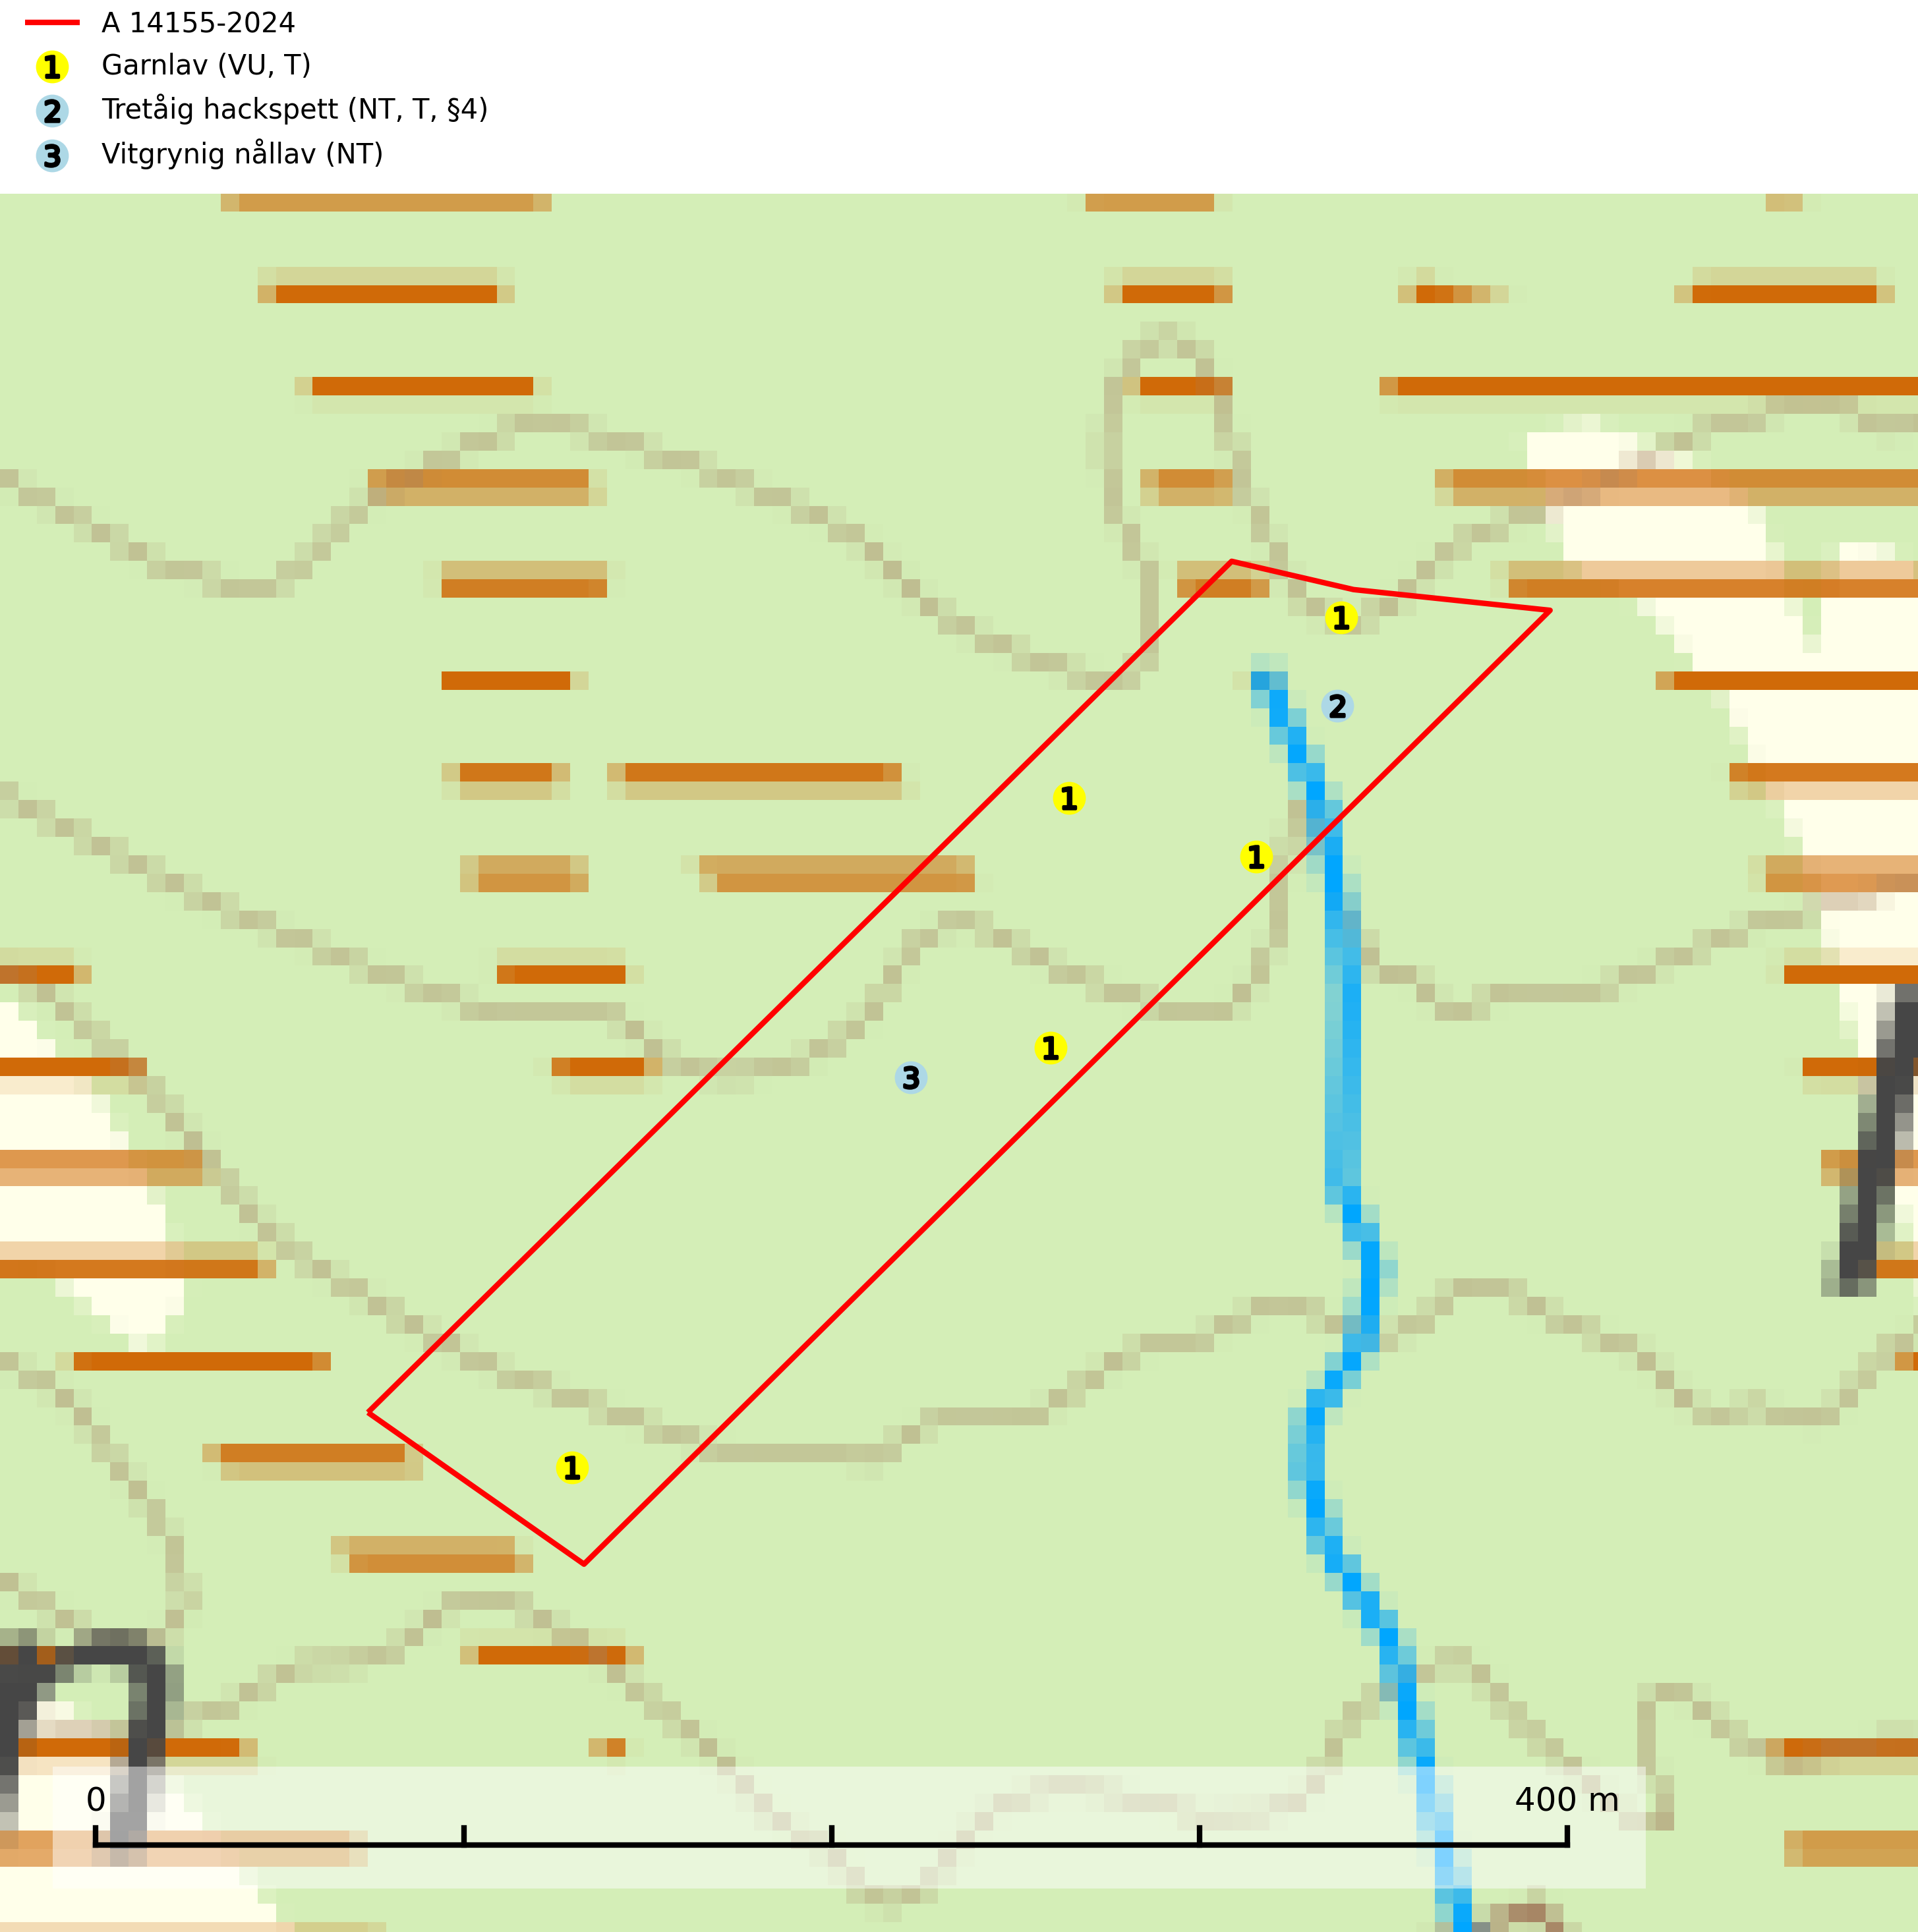 A 14155-2024
1 Garnlav (VU, T)
2 Tretåig hackspett (NT, T, §4)
3 Vitgrynig nållav (NT)
1
2
1
1
1
3
1
0 400 m